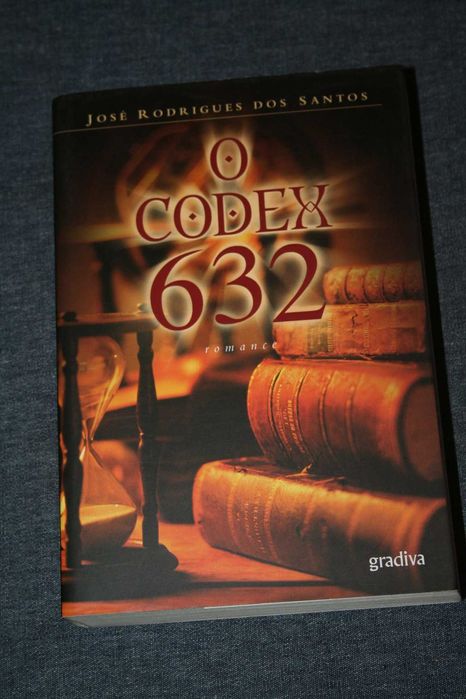 JOSÉ RODRIGUES DOS SANTOS
O
CODEX
632
romance
gradiva